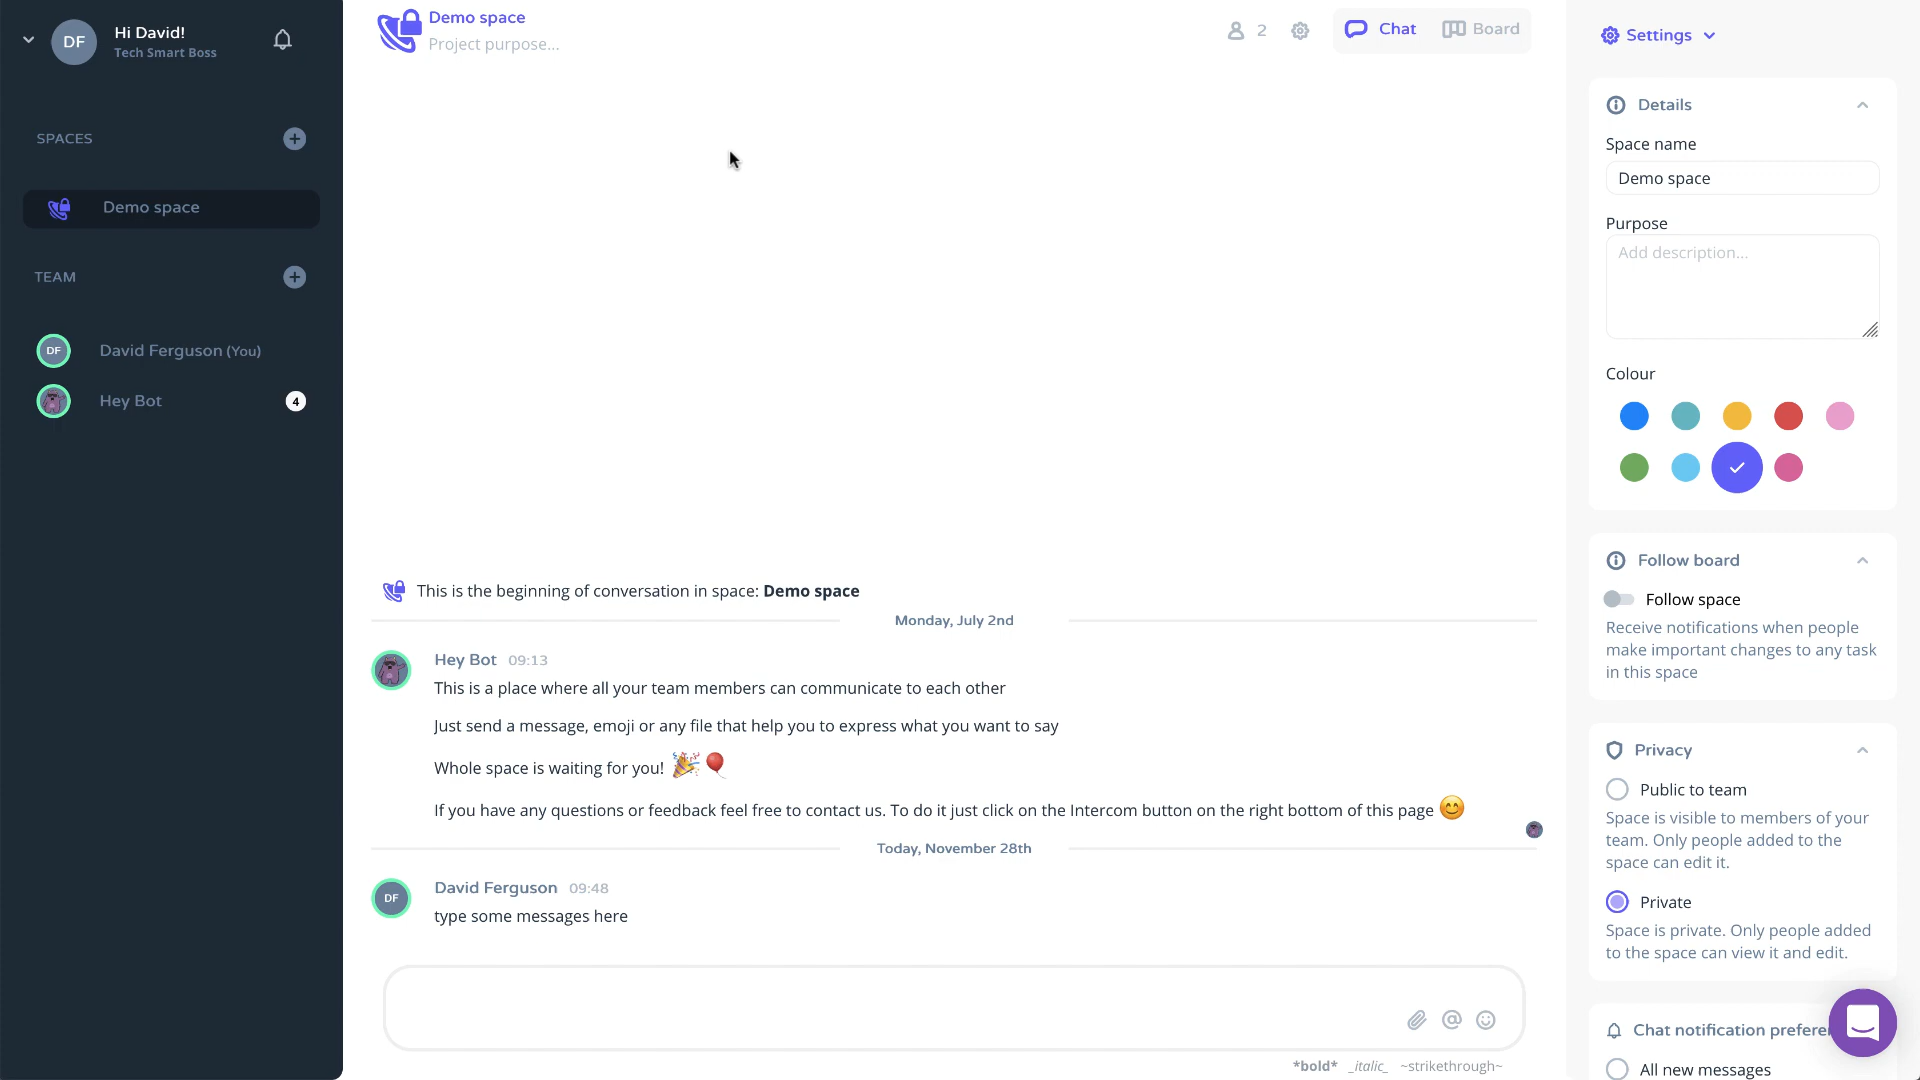 DF
Hi David!
Tech Smart Boss
SPACES
Demo space
TEAM
DF
David Ferguson (You)
Hey Bot
4
Demo space
Project purpose...
2
Chat
Board
This is the beginning of conversation in space: Demo space
Monday, July 2nd
Hey Bot 09:13
This is a place where all your team members can communicate to each other
Just send a message, emoji or any file that help you to express what you want to say
Whole space is waiting for you! 🎉🎈
If you have any questions or feedback feel free to contact us. To do it just click on the Intercom button on the right bottom of this page 😊
Today, November 28th
DF
David Ferguson 09:48
type some messages here
*bold* _italic_ ~strikethrough~
Settings
Details
Space name
Demo space
Purpose
Add description...
Colour
Follow board
Follow space
Receive notifications when people
make important changes to any task
in this space
Privacy
Public to team
Space is visible to members of your
team. Only people added to the
space can edit it.
Private
Space is private. Only people added
to the space can view it and edit.
Chat notification prefere
All new messages